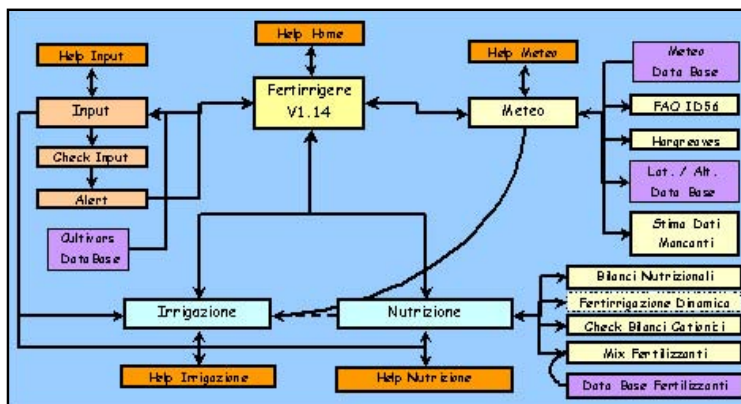 Help Home
Help Input
Help Meteo
Meteo
Data Base
Fertirrigere
V1.14
Input
Meteo
FAO ID56
Check Input
Hargreaves
Alert
Lat. / Alt.
Data Base
Cultivars
DataBase
Stima Dati
Mancanti
Bilanci Nutrizionali
Irrigazione
Nutrizione
Fertirrigazione Dinamica
Check Bilanci Cationici
Mix Fertilizzanti
Help Irrigazione
Help Nutrizione
Data Base Fertilizzanti